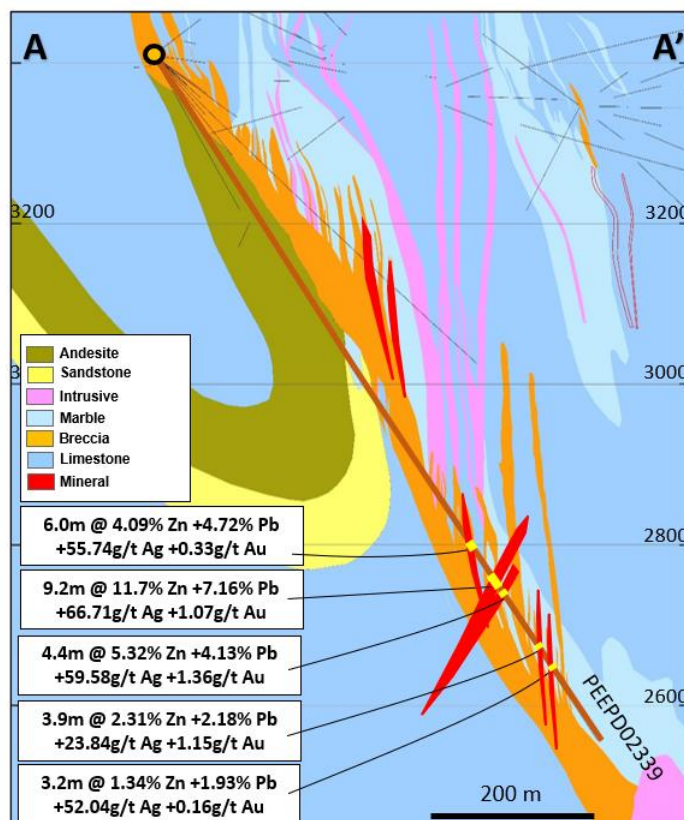 A
A'
3200
3200
3000
Andesite
Sandstone
Intrusive
Marble
Breccia
Limestone
Mineral
6.0m @ 4.09% Zn +4.72% Pb
+55.74g/t Ag +0.33g/t Au
2800
9.2m @ 11.7% Zn +7.16% Pb
+66.71g/t Ag +1.07g/t Au
4.4m @ 5.32% Zn +4.13% Pb
+59.58g/t Ag +1.36g/t Au
2600
3.9m @ 2.31% Zn +2.18% Pb
+23.84g/t Ag +1.15g/t Au
PEEPD02339
3.2m @ 1.34% Zn +1.93% Pb
+52.04g/t Ag +0.16g/t Au
200 m